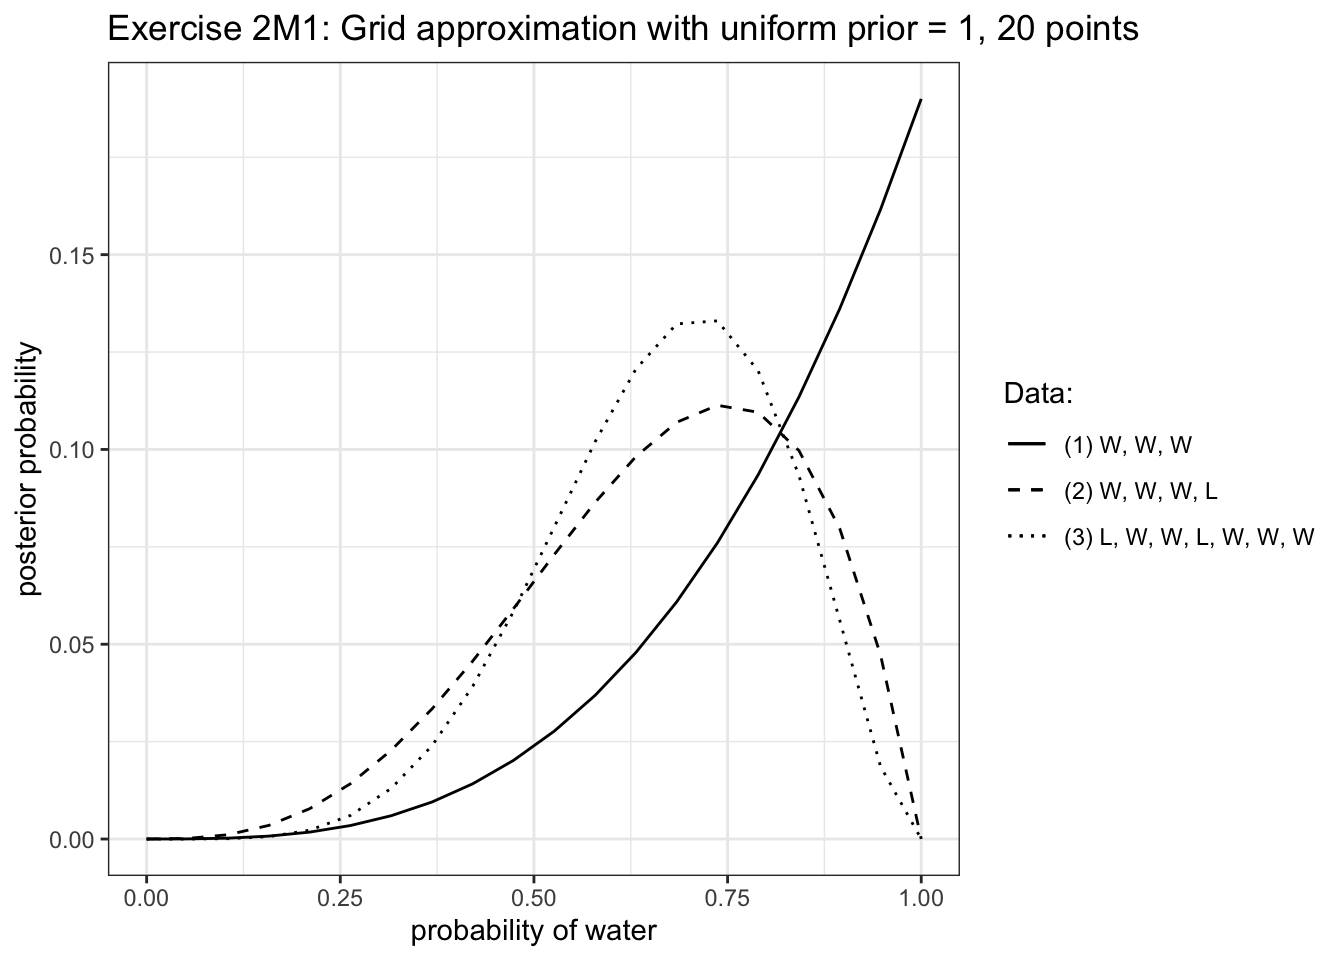 Exercise 2M1: Grid approximation with uniform prior = 1, 20 points
posterior probability
0.15
0.10
0.05
0.00
0.00 0.25 0.50 0.75 1.00
probability of water
Data:
(1) W, W, W
(2) W, W, W, L
(3) L, W, W, L, W, W, W